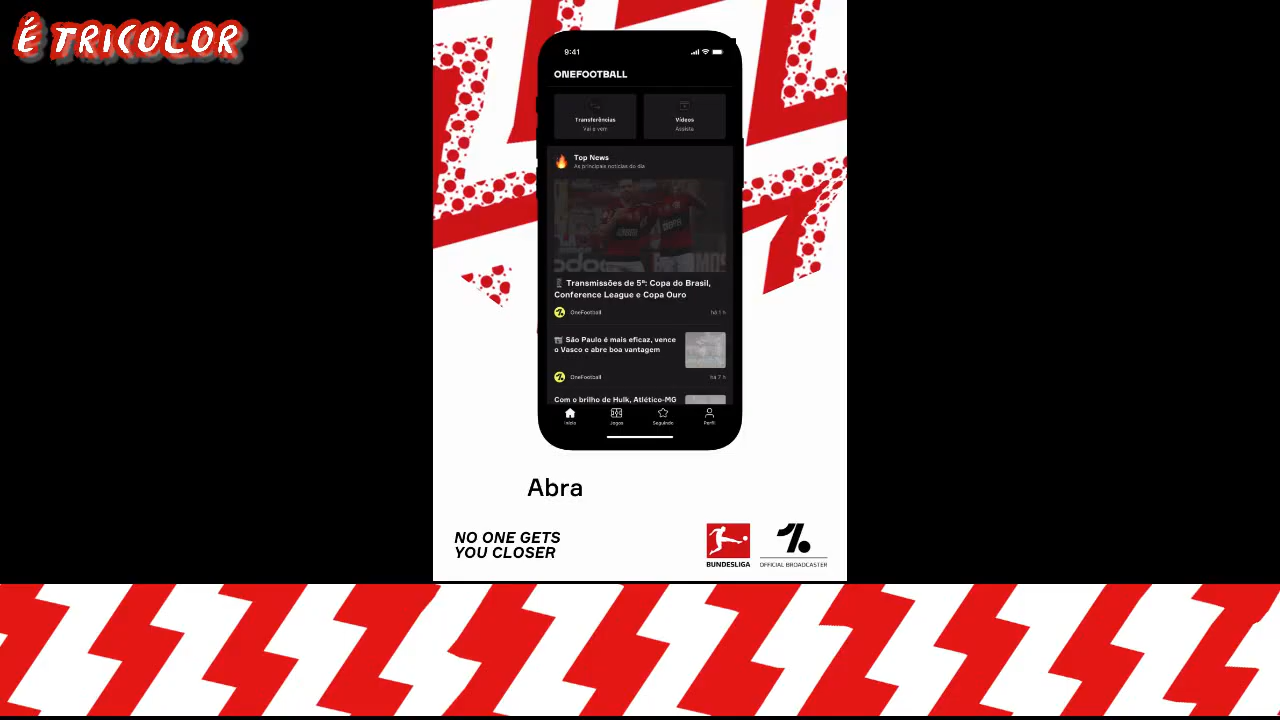 É TRICOLOR
9:41
ONEFOOTBALL
Transferências
Vai e vem
Vídeos
Assista
Top News
As principais notícias do dia
Transmissões de 5ª: Copa do Brasil,
Conference League e Copa Ouro
OneFootball
há 1 h
São Paulo é mais eficaz, vence
o Vasco e abre boa vantagem
OneFootball
há 7 h
Com o brilho de Hulk, Atlético-MG
Início
Jogos
Seguindo
Perfil
Abra
NO ONE GETS
YOU CLOSER
BUNDESLIGA
OFFICIAL BROADCASTER